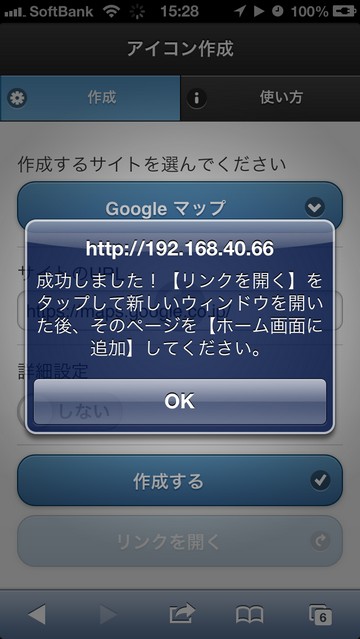 SoftBank 15:28 100%
アイコン作成
作成 使い方
作成するサイトを選んでください
Google マップ
http://192.168.40.66
成功しました！【リンクを開く】を
タップして新しいウィンドウを開い
た後、そのページを【ホーム画面に
追加】してください。
サイトのURL
https://maps.google.co.jp/
詳細設定
しない
OK
作成する
リンクを開く
6